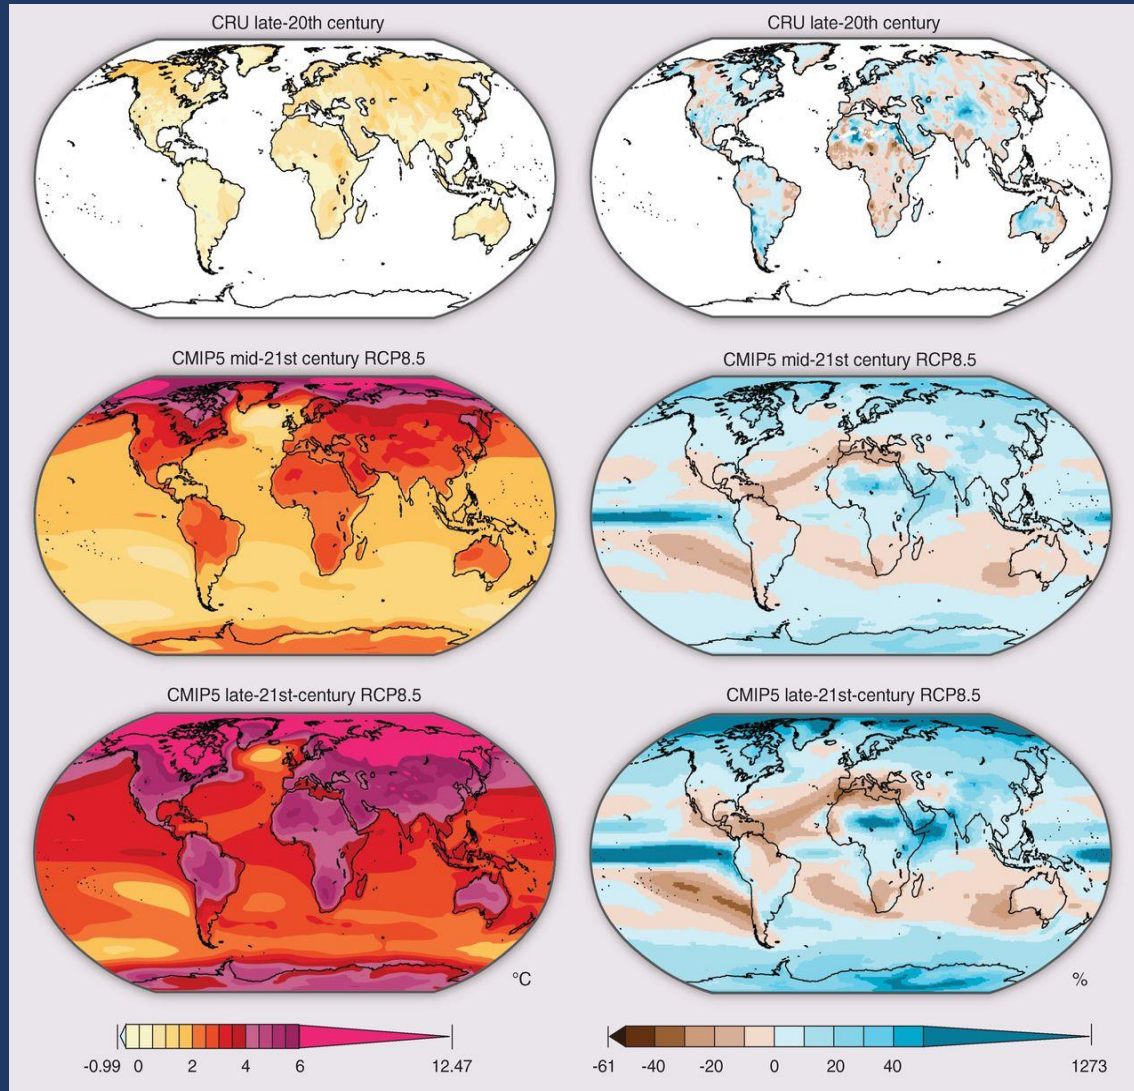 CRU late-20th century
CRU late-20th century
CMIP5 mid-21st century RCP8.5
CMIP5 mid-21st century RCP8.5
CMIP5 late-21st-century RCP8.5
CMIP5 late-21st-century RCP8.5
°C
%
-0.99 0 2 4 6 12.47
-61 -40 -20 0 20 40 1273